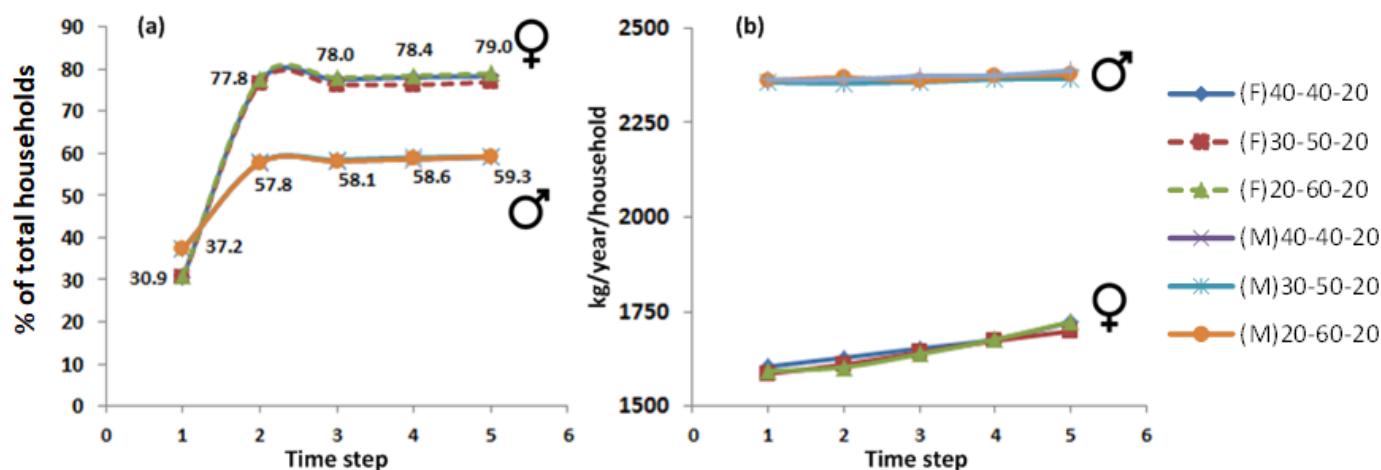 (a)
% of total households
90
80
70
60
50
40
30
20
10
0
77.8
78.0
78.4
79.0
57.8
58.1
58.6
59.3
37.2
30.9
♀
♂
0 1 2 3 4 5 6
Time step
(b)
kg/year/household
2500
2250
2000
1750
1500
♂
♀
0 1 2 3 4 5 6
Time step
(F)40-40-20
(F)30-50-20
(F)20-60-20
(M)40-40-20
(M)30-50-20
(M)20-60-20